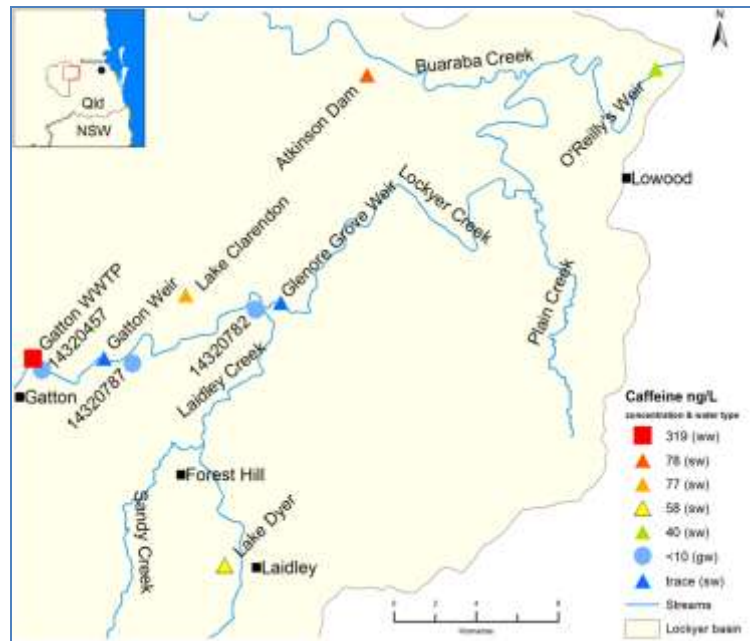 N
Qld
NSW
Buaraba Creek
Atkinson Dam
O'Reilly's Weir
Lowood
Lockyer Creek
Glenore Grove Weir
Lake Clarendon
Plain Creek
Gatton WWTP
14320457
Gatton Weir
14320787
14320782
Laidley Creek
Gatton
Forest Hill
Sandy Creek
Lake Dyer
Laidley
Caffeine ng/L
concentration & water type
319 (ww)
78 (sw)
77 (sw)
58 (sw)
40 (sw)
<10 (gw)
trace (sw)
Streams
Lockyer basin